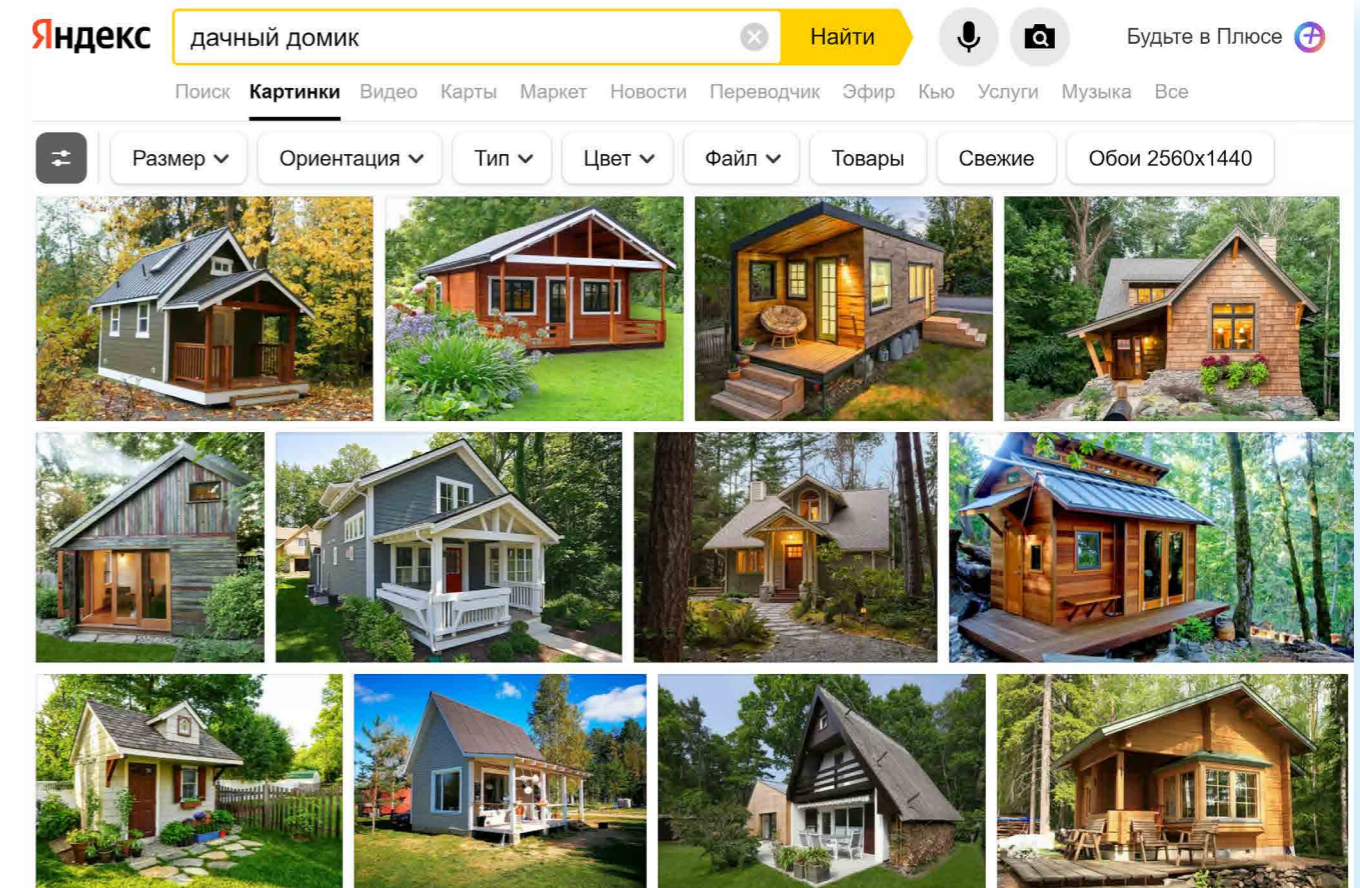 Яндекс дачный домик Найти Будьте в Плюсе
Поиск Картинки Видео Карты Маркет Новости Переводчик Эфир Кью Услуги Музыка Все
Размер Ориентация Тип Цвет Файл Товары Свежие Обои 2560x1440